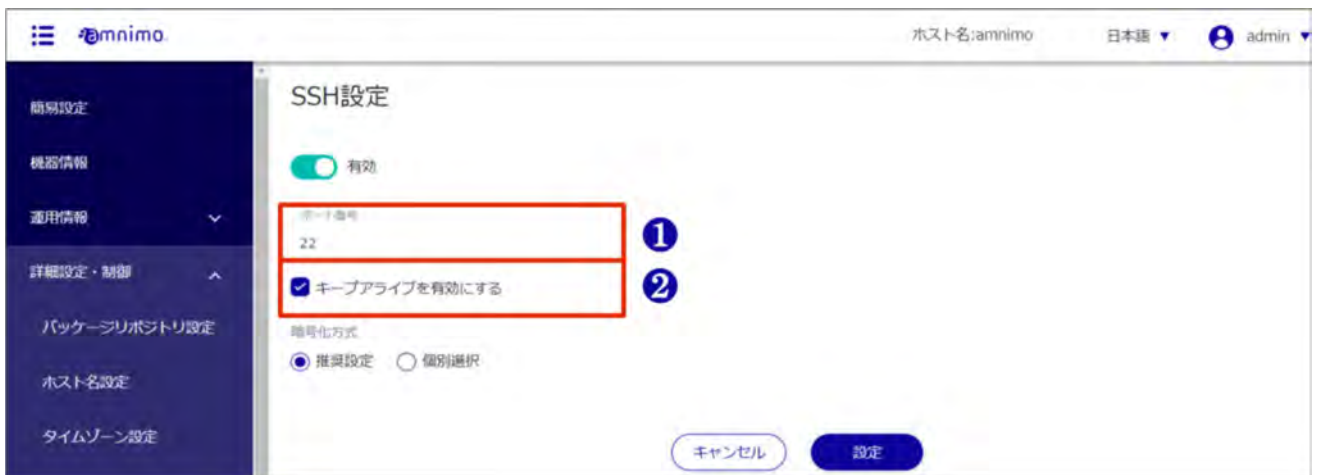 amnimo
ホスト名:amnimo
日本語 ▼
admin ▼
簡易設定
機器情報
運用情報
詳細設定・制御
パッケージリポジトリ設定
ホスト名設定
タイムゾーン設定
SSH設定
有効
ポート番号
22
❶
キープアライブを有効にする
❷
暗号化方式
推奨設定
個別選択
キャンセル
設定